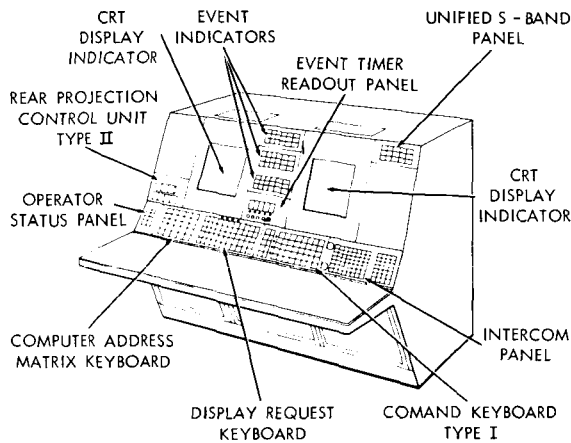 CRT
DISPLAY
INDICATOR
EVENT
INDICATORS
UNIFIED S - BAND
PANEL
EVENT TIMER
READOUT PANEL
REAR PROJECTION
CONTROL UNIT
TYPE II
OPERATOR
STATUS PANEL
CRT
DISPLAY
INDICATOR
COMPUTER ADDRESS
MATRIX KEYBOARD
DISPLAY REQUEST
KEYBOARD
COMAND KEYBOARD
TYPE I
INTERCOM
PANEL